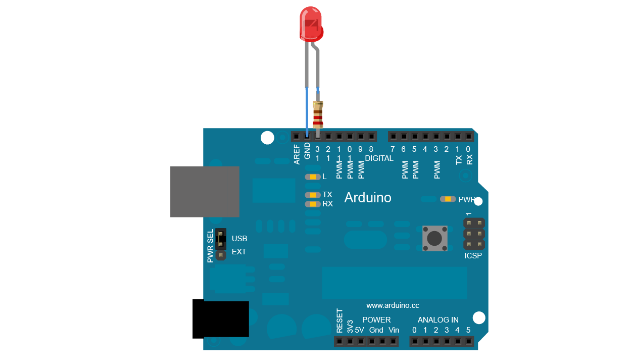 AREF
GND
13
12
11
10
9
8
7
6
5
4
3
2
1
0
PWM
PWM
PWM
DIGITAL
PWM
PWM
PWM
TX
RX
L
TX
RX
Arduino
PWR
1
ICSP
PWR SEL
USB
EXT
www.arduino.cc
POWER
ANALOG IN
RESET
3V3
5V
Gnd
Vin
0 1 2 3 4 5